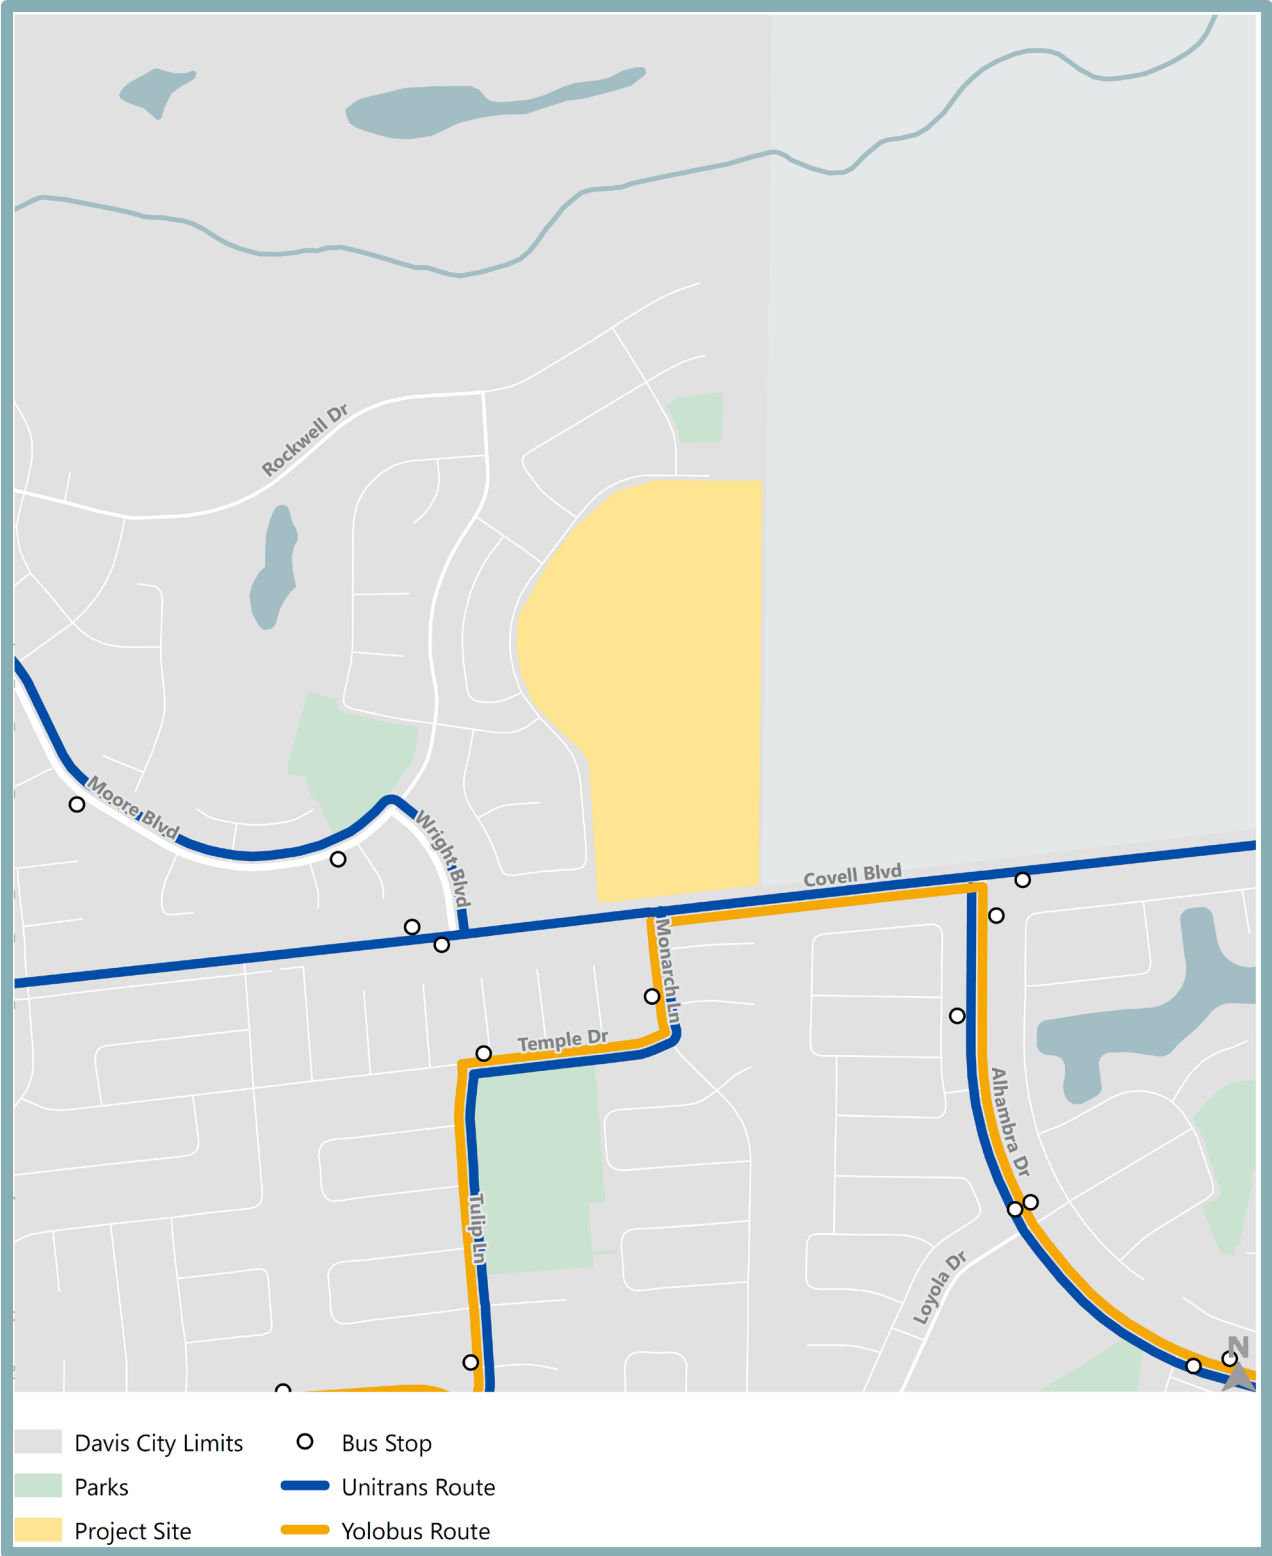 Rockwell Dr
Moore Blvd
Wright Blvd
Covell Blvd
Monarch Ln
Temple Dr
Alhambra Dr
Tulip Ln
Loyola Dr
N
Davis City Limits
Bus Stop
Parks
Unitrans Route
Project Site
Yolobus Route